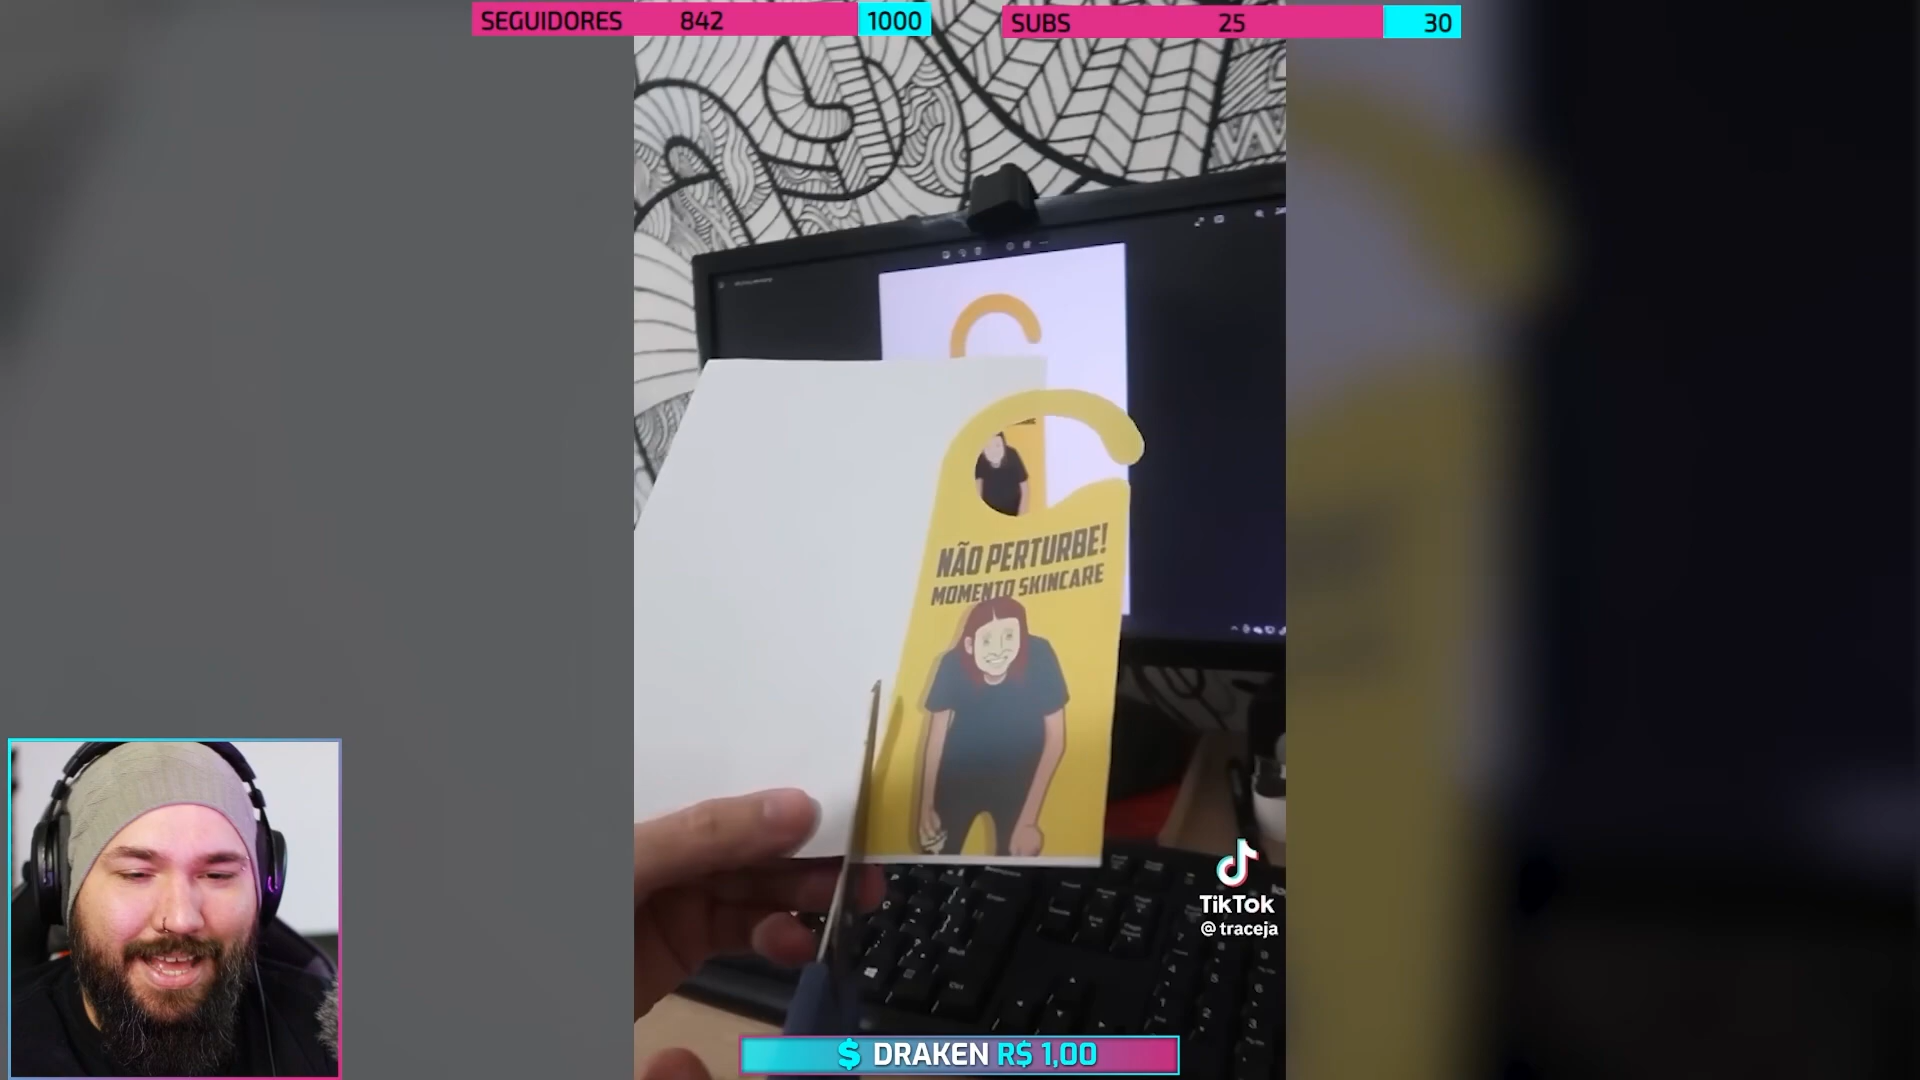 SEGUIDORES 842 1000
SUBS 25 30
NÃO PERTURBE!
MOMENTO SKINCARE
TikTok
@traceja
$ DRAKEN R$ 1,00